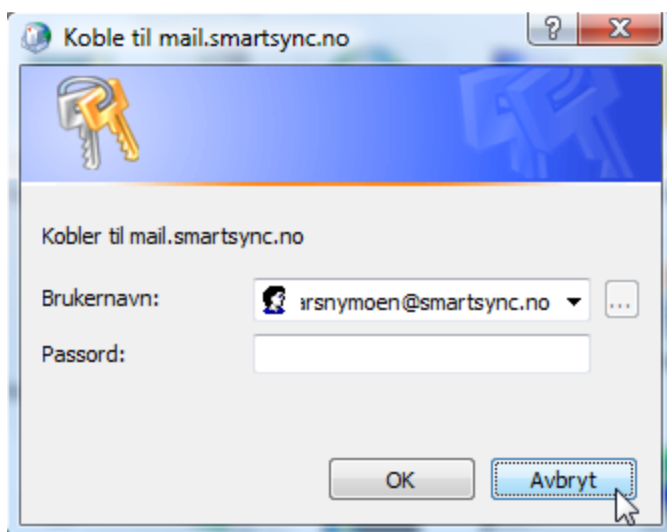 Koble til mail.smartsync.no
Kobler til mail.smartsync.no
Brukernavn: arsnymoen@smartsync.no ...
Passord:
OK Avbryt